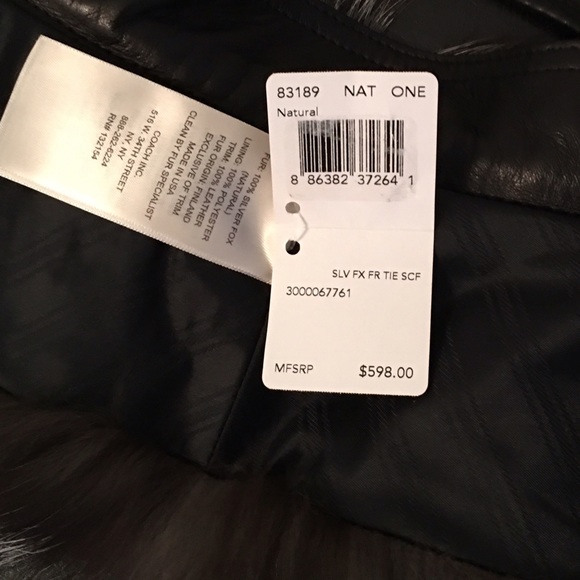 83189 NAT ONE
Natural
8 86382 37264 1
SLV FX FR TIE SCF
3000067761
MFSRP $598.00
FUR: 100% SILVER FOX
(NATURAL)
LINING: 100% POLYESTER
TRIM: 100% LEATHER
FUR ORIGIN: FINLAND
EXCLUSIVE OF TRIM
MADE IN USA
CLEAN BY FUR SPECIALIST
COACH INC.
516 W. 34TH STREET
NY, NY
888-262-6224
RN# 132154